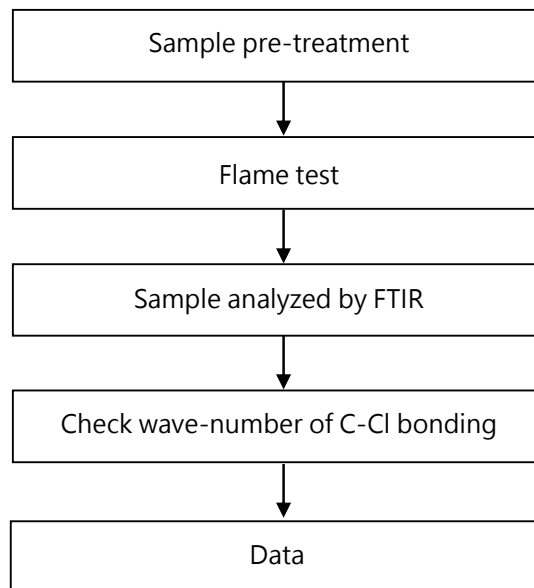 Sample pre-treatment
Flame test
Sample analyzed by FTIR
Check wave-number of C-Cl bonding
Data